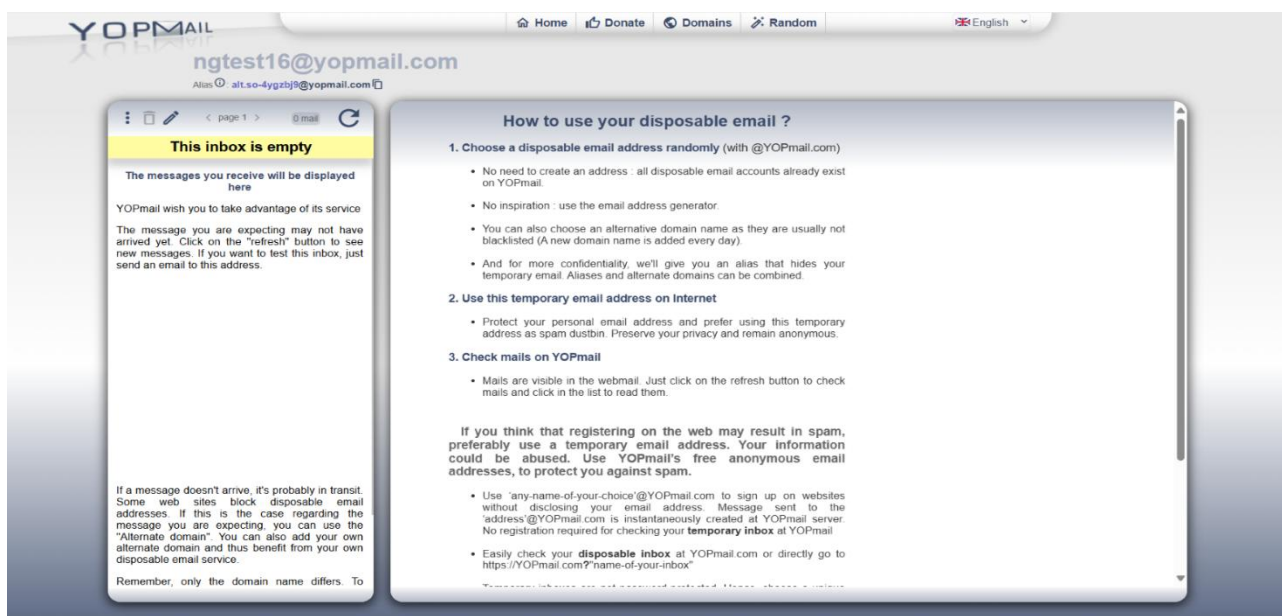 YOPMAIL
Home Donate Domains Random English
ngtest16@yopmail.com
Alias : alt.so-4ygzbj9@yopmail.com
< page 1 > 0 mail
This inbox is empty
The messages you receive will be displayed
here
YOPmail wish you to take advantage of its service
The message you are expecting may not have
arrived yet. Click on the "refresh" button to see
new messages. If you want to test this inbox, just
send an email to this address.
If a message doesn't arrive, it's probably in transit.
Some web sites block disposable email
addresses. If this is the case regarding the
message you are expecting, you can use the
"Alternate domain". You can also add your own
alternate domain and thus benefit from your own
disposable email service.
Remember, only the domain name differs. To
How to use your disposable email ?
1. Choose a disposable email address randomly (with @YOPmail.com)
• No need to create an address : all disposable email accounts already exist
on YOPmail.
• No inspiration : use the email address generator.
• You can also choose an alternative domain name as they are usually not
blacklisted (A new domain name is added every day).
• And for more confidentiality, we'll give you an alias that hides your
temporary email. Aliases and alternate domains can be combined.
2. Use this temporary email address on Internet
• Protect your personal email address and prefer using this temporary
address as spam dustbin. Preserve your privacy and remain anonymous.
3. Check mails on YOPmail
• Mails are visible in the webmail. Just click on the refresh button to check
mails and click in the list to read them.
If you think that registering on the web may result in spam,
preferably use a temporary email address. Your information
could be abused. Use YOPmail's free anonymous email
addresses, to protect you against spam.
• Use 'any-name-of-your-choice'@YOPmail.com to sign up on websites
without disclosing your email address. Message sent to the
'address'@YOPmail.com is instantaneously created at YOPmail server.
No registration required for checking your temporary inbox at YOPmail
• Easily check your disposable inbox at YOPmail.com or directly go to
https://YOPmail.com?"name-of-your-inbox"